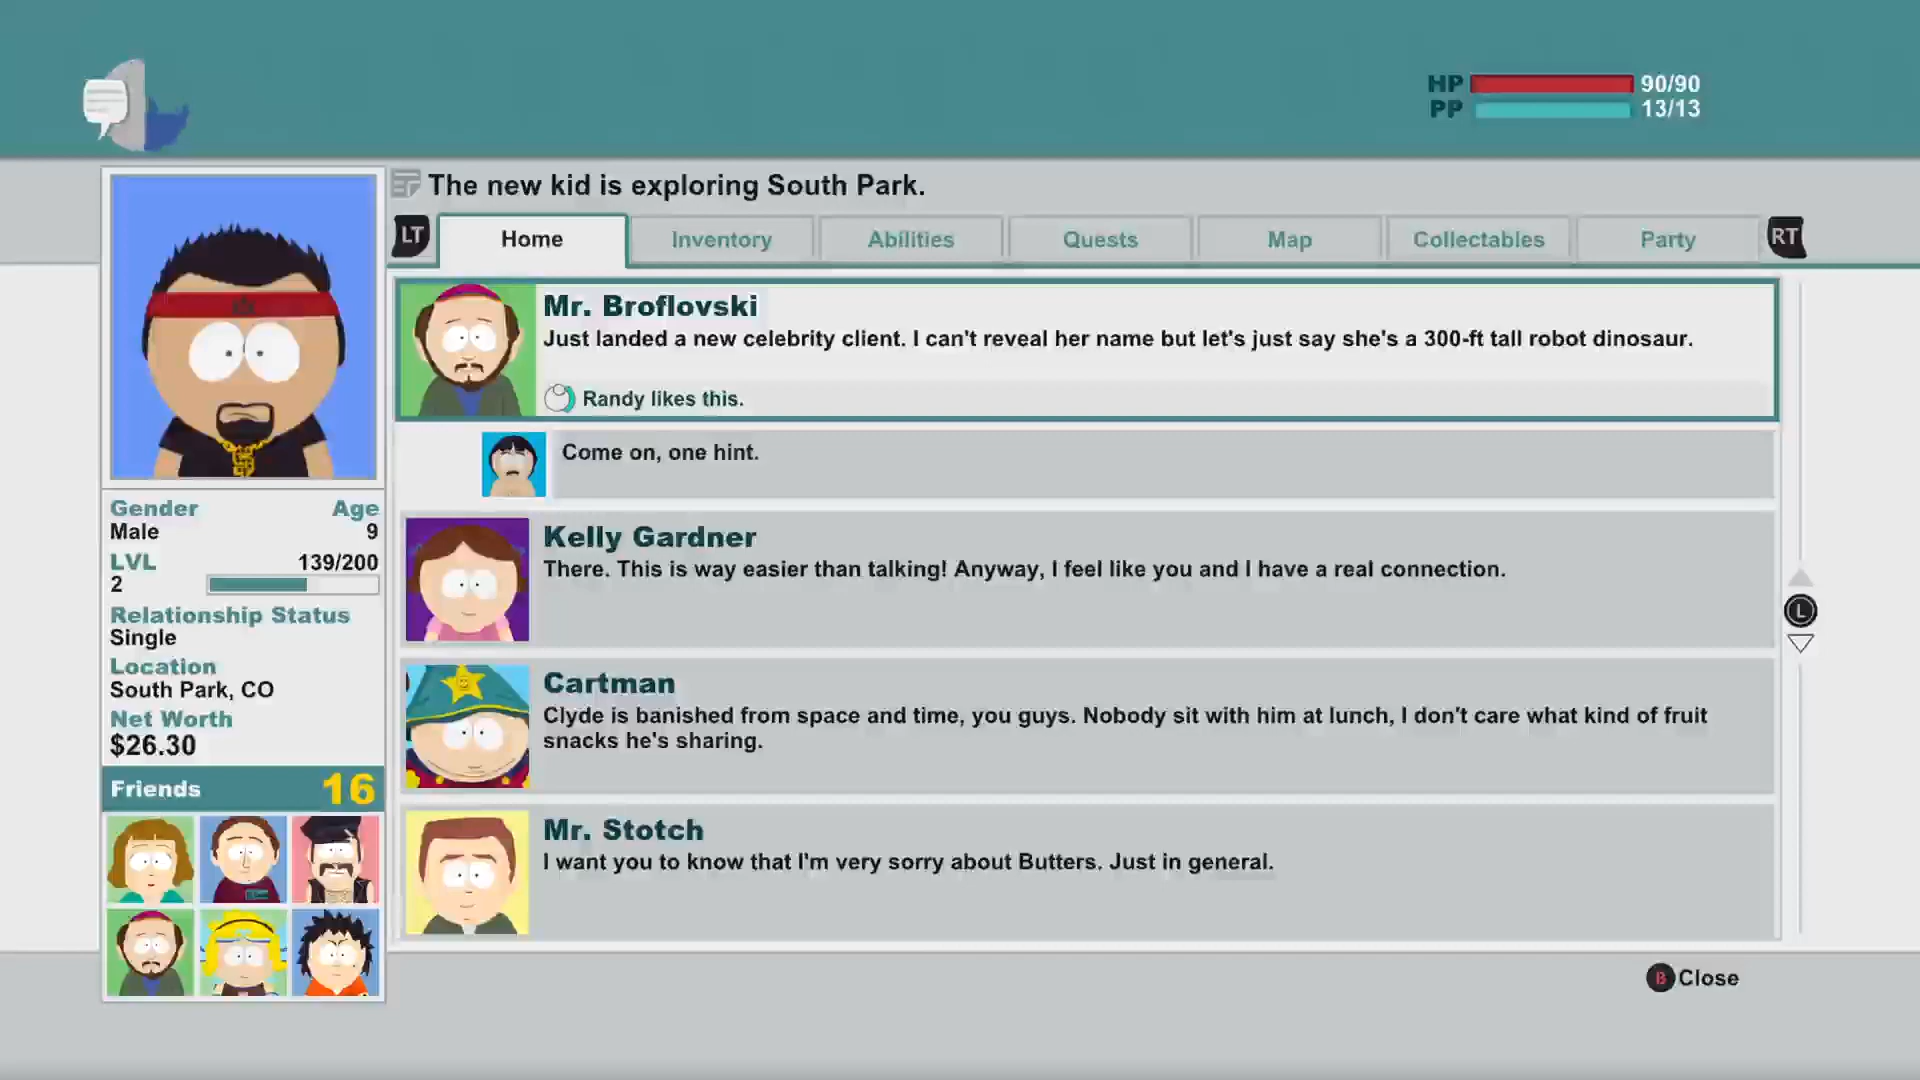 HP 90/90
PP 13/13
The new kid is exploring South Park.
LT Home Inventory Abilities Quests Map Collectables Party RT
Mr. Broflovski
Just landed a new celebrity client. I can't reveal her name but let's just say she's a 300-ft tall robot dinosaur.
Randy likes this.
Come on, one hint.
Kelly Gardner
There. This is way easier than talking! Anyway, I feel like you and I have a real connection.
Cartman
Clyde is banished from space and time, you guys. Nobody sit with him at lunch, I don't care what kind of fruit
snacks he's sharing.
Mr. Stotch
I want you to know that I'm very sorry about Butters. Just in general.
Gender Age
Male 9
LVL 139/200
2
Relationship Status
Single
Location
South Park, CO
Net Worth
$26.30
Friends 16
L
B Close